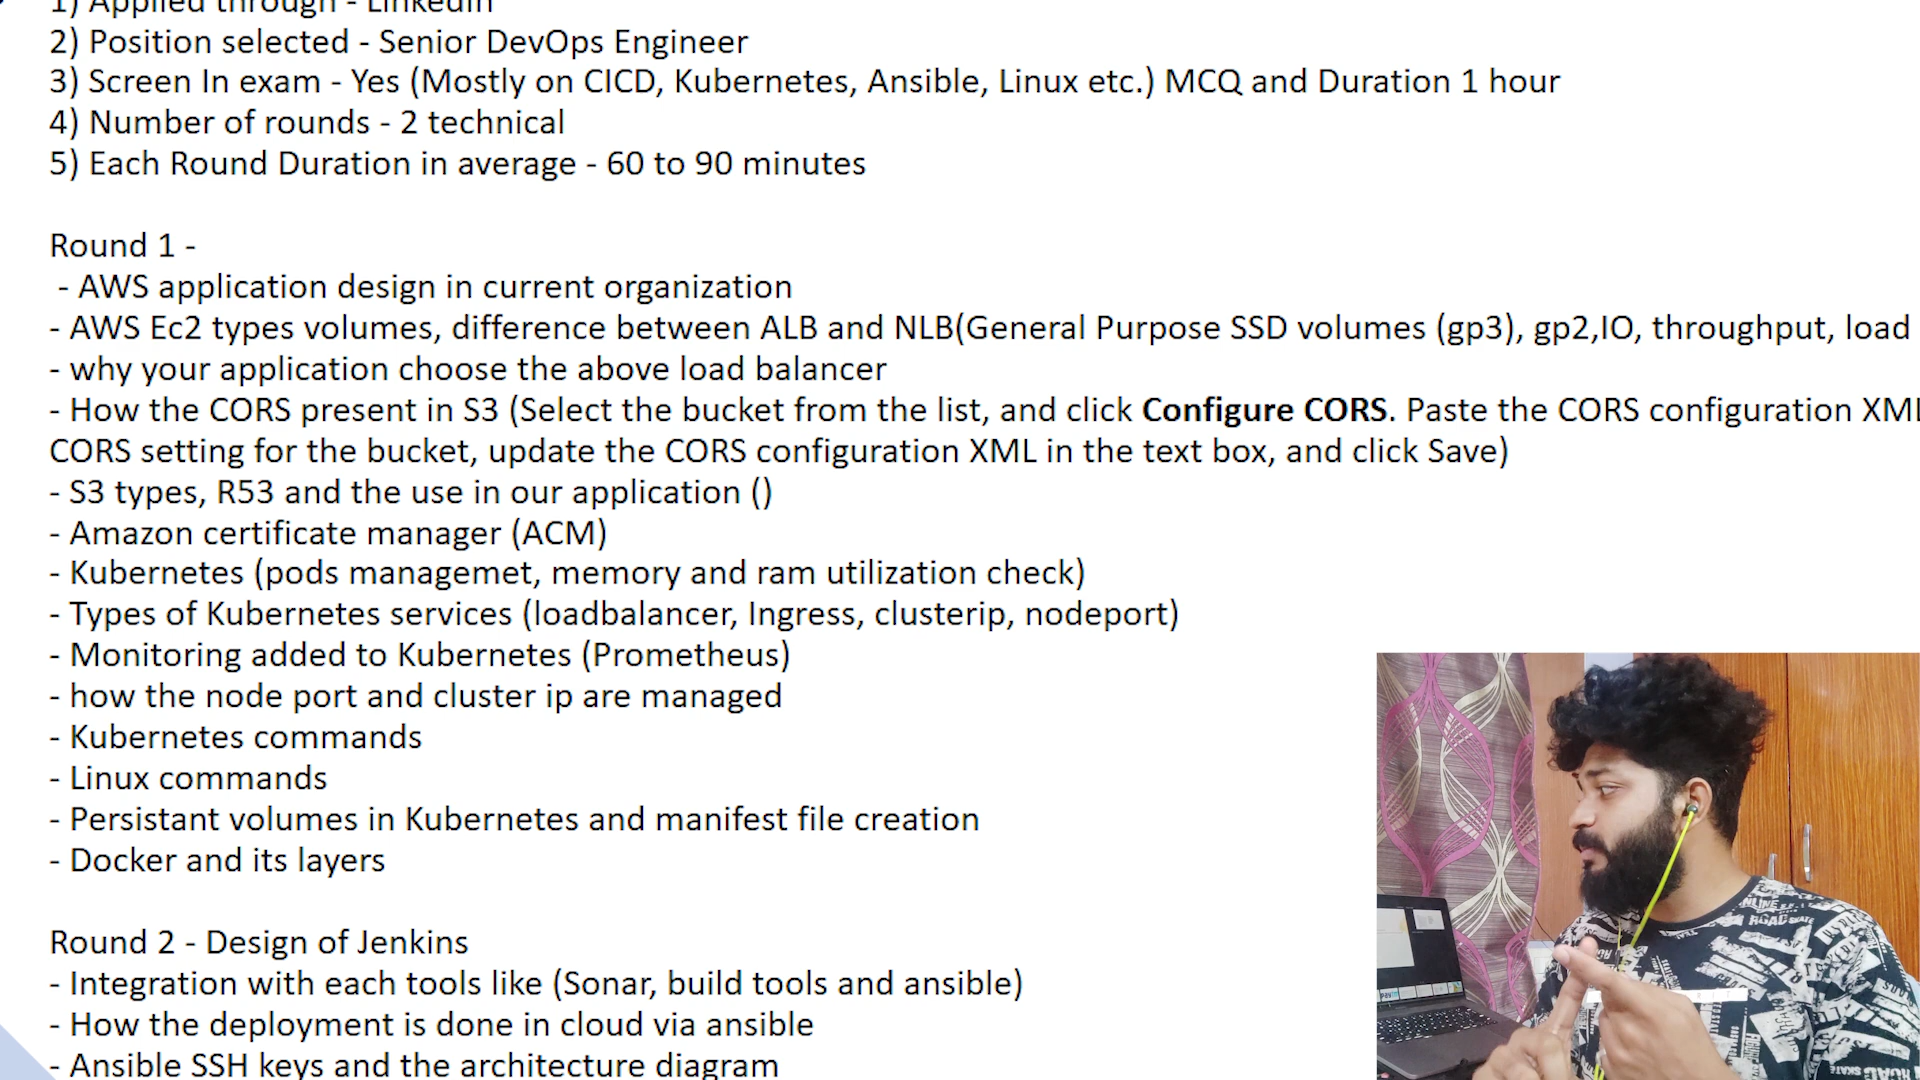 1) Applied through - LinkedIn
2) Position selected - Senior DevOps Engineer
3) Screen In exam - Yes (Mostly on CICD, Kubernetes, Ansible, Linux etc.) MCQ and Duration 1 hour
4) Number of rounds - 2 technical
5) Each Round Duration in average - 60 to 90 minutes
Round 1 -
- AWS application design in current organization
- AWS Ec2 types volumes, difference between ALB and NLB(General Purpose SSD volumes (gp3), gp2,IO, throughput, load
- why your application choose the above load balancer
- How the CORS present in S3 (Select the bucket from the list, and click Configure CORS. Paste the CORS configuration XML
CORS setting for the bucket, update the CORS configuration XML in the text box, and click Save)
- S3 types, R53 and the use in our application ()
- Amazon certificate manager (ACM)
- Kubernetes (pods managemet, memory and ram utilization check)
- Types of Kubernetes services (loadbalancer, Ingress, clusterip, nodeport)
- Monitoring added to Kubernetes (Prometheus)
- how the node port and cluster ip are managed
- Kubernetes commands
- Linux commands
- Persistant volumes in Kubernetes and manifest file creation
- Docker and its layers
Round 2 - Design of Jenkins
- Integration with each tools like (Sonar, build tools and ansible)
- How the deployment is done in cloud via ansible
- Ansible SSH keys and the architecture diagram